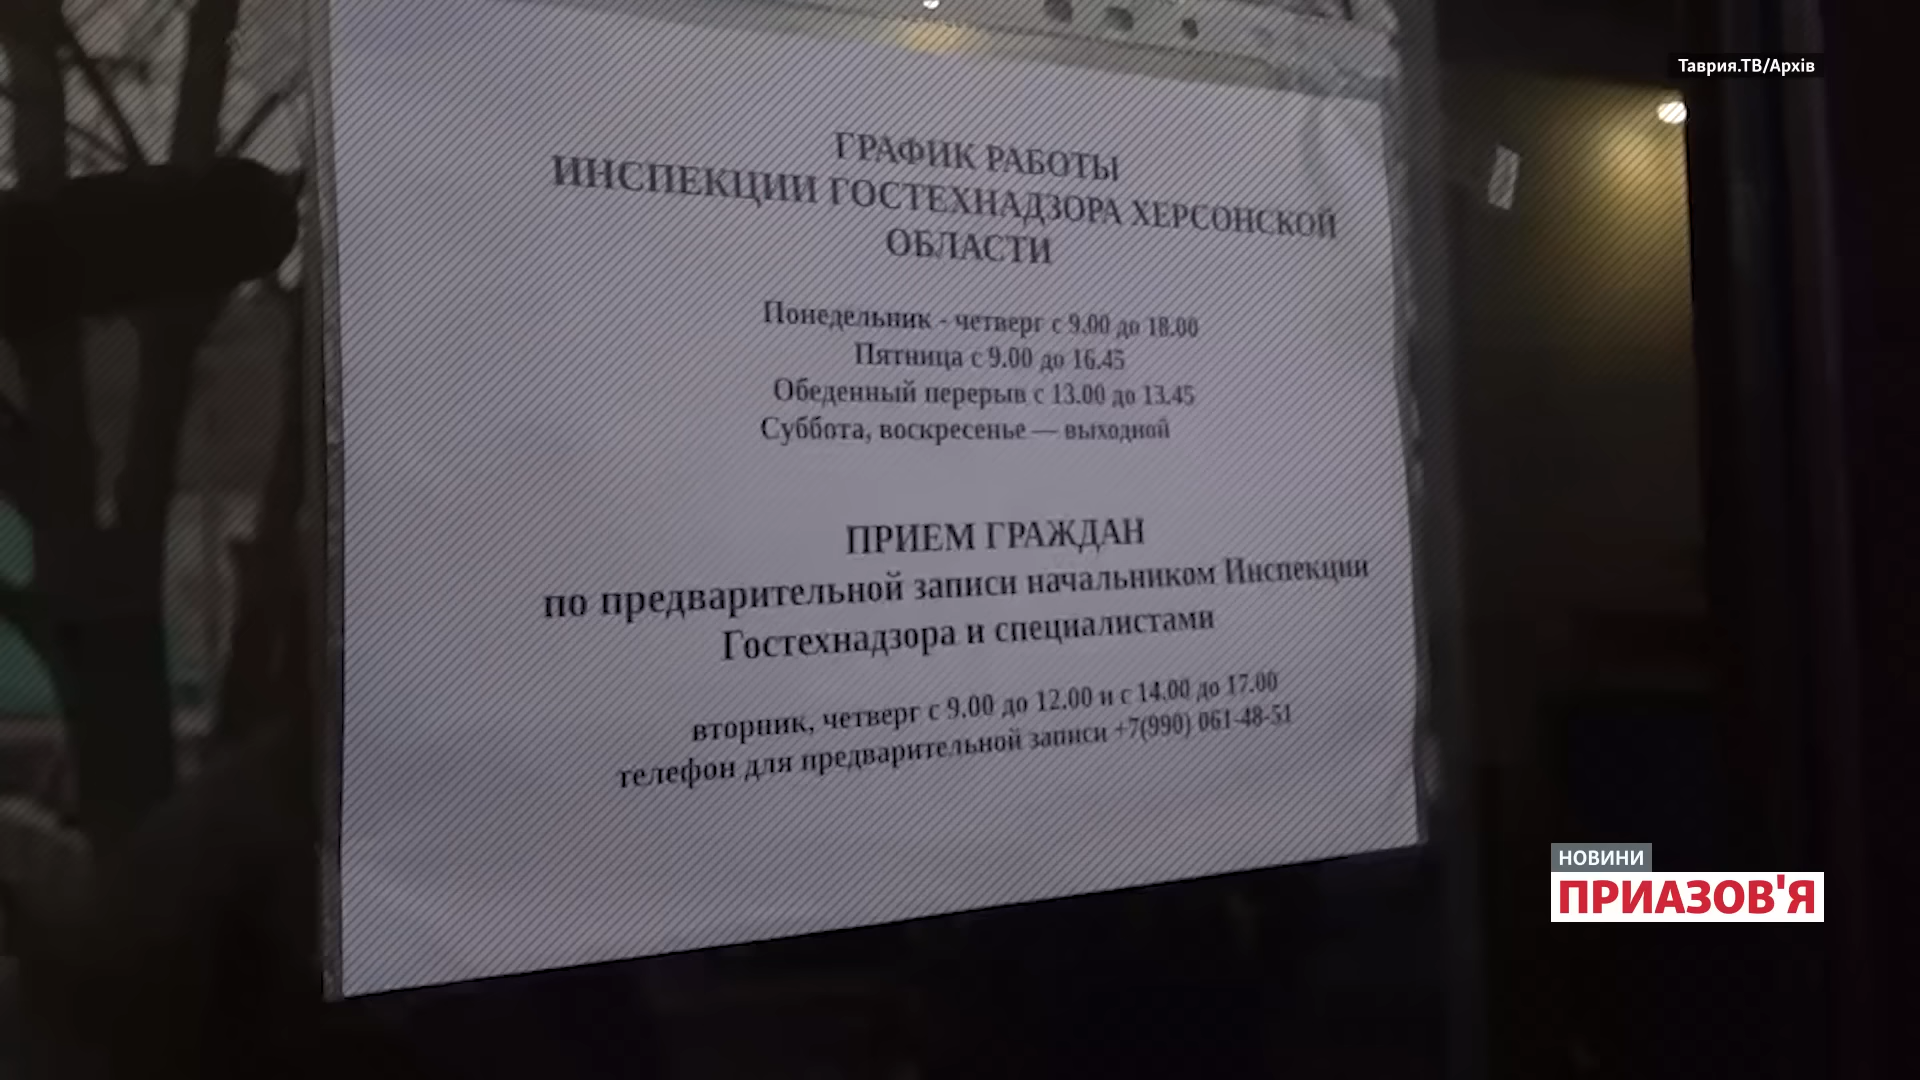 Таврия.ТВ/Архів
ГРАФИК РАБОТЫ
ИНСПЕКЦИИ ГОСТЕХНАДЗОРА ХЕРСОНСКОЙ
ОБЛАСТИ
Понедельник - четверг с 9.00 до 18.00
Пятница с 9.00 до 16.45
Обеденный перерыв с 13.00 до 13.45
Суббота, воскресенье — выходной
ПРИЕМ ГРАЖДАН
по предварительной записи начальником Инспекции
Гостехнадзора и специалистами
вторник, четверг с 9.00 до 12.00 и с 14.00 до 17.00
телефон для предварительной записи +7(990) 061-48-51
НОВИНИ
ПРИАЗОВ'Я